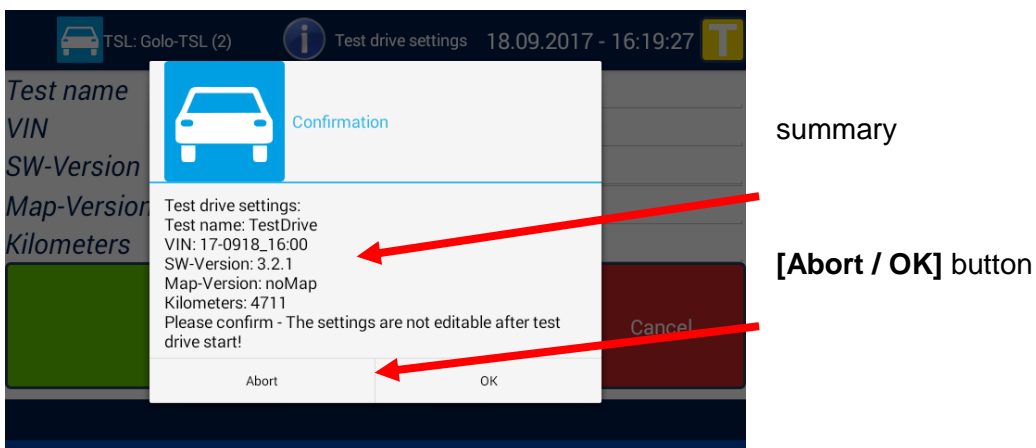 TSL: Golo-TSL (2) i Test drive settings 18.09.2017 - 16:19:27 T
Test name
VIN
SW-Version
Map-Version
Kilometers
Confirmation
Test drive settings:
Test name: TestDrive
VIN: 17-0918_16:00
SW-Version: 3.2.1
Map-Version: noMap
Kilometers: 4711
Please confirm - The settings are not editable after test
drive start!
Abort OK
Cancel
summary
[Abort / OK] button